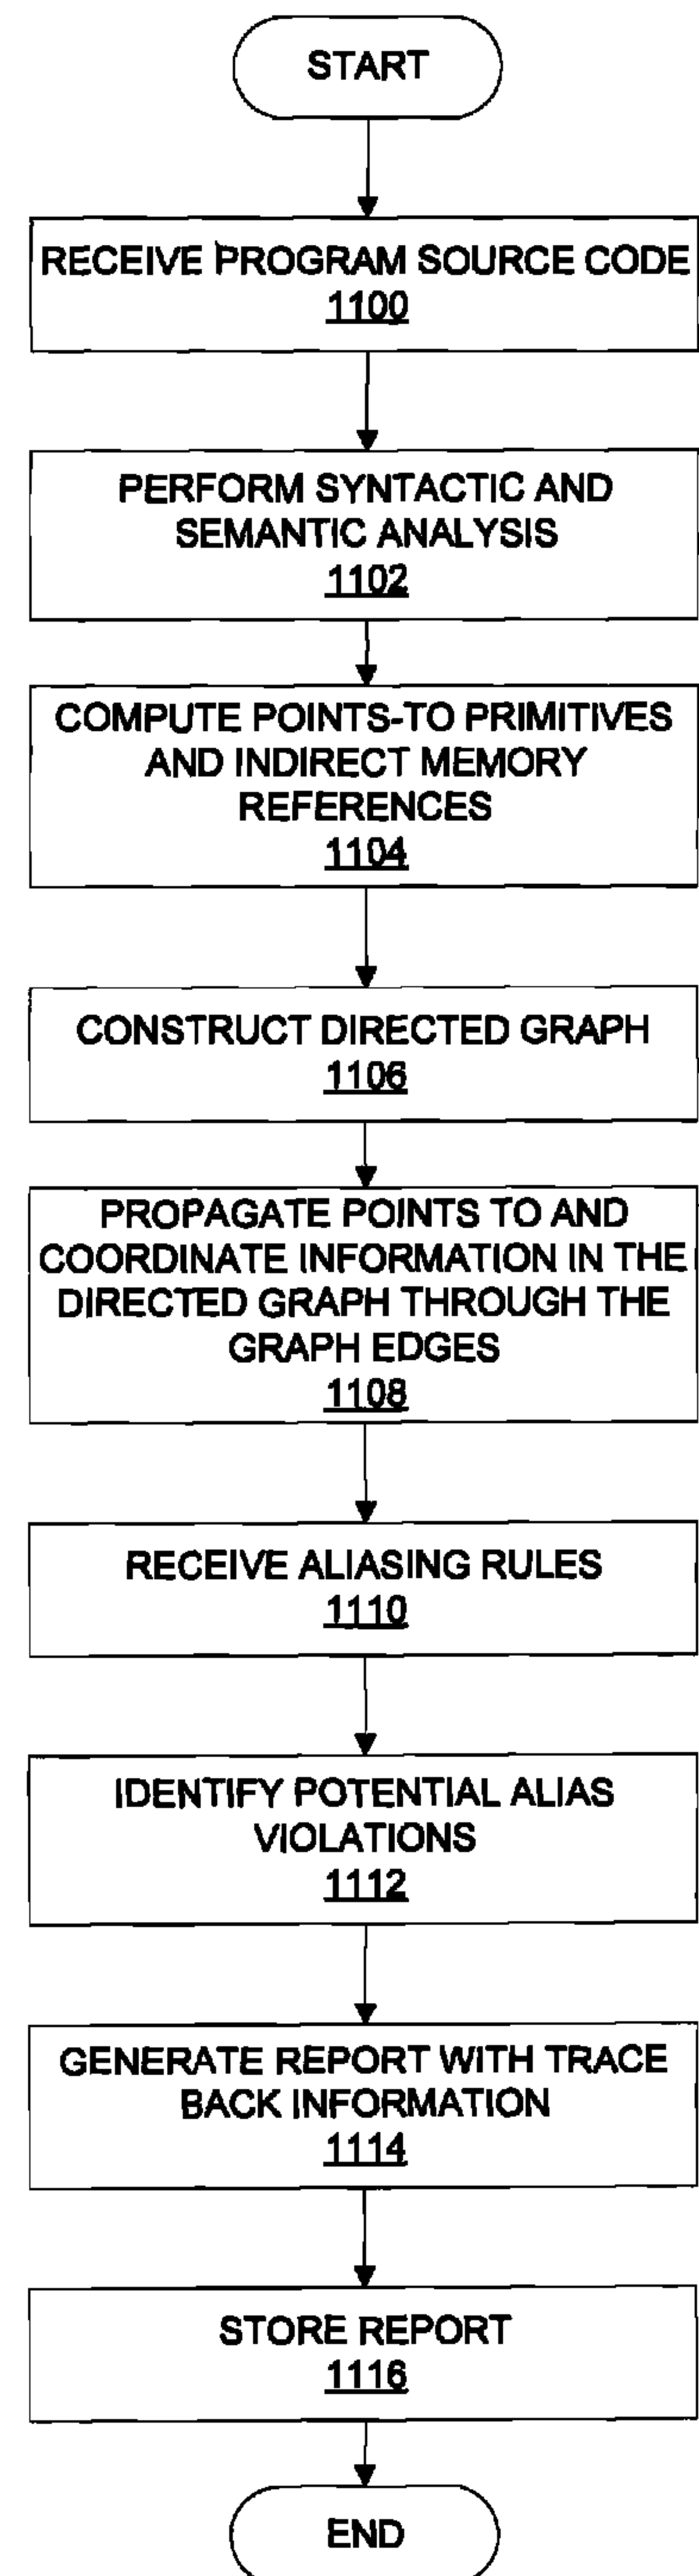 START
RECEIVE PROGRAM SOURCE CODE
1100
PERFORM SYNTACTIC AND
SEMANTIC ANALYSIS
1102
COMPUTE POINTS-TO PRIMITIVES
AND INDIRECT MEMORY
REFERENCES
1104
CONSTRUCT DIRECTED GRAPH
1106
PROPAGATE POINTS TO AND
COORDINATE INFORMATION IN THE
DIRECTED GRAPH THROUGH THE
GRAPH EDGES
1108
RECEIVE ALIASING RULES
1110
IDENTIFY POTENTIAL ALIAS
VIOLATIONS
1112
GENERATE REPORT WITH TRACE
BACK INFORMATION
1114
STORE REPORT
1116
END